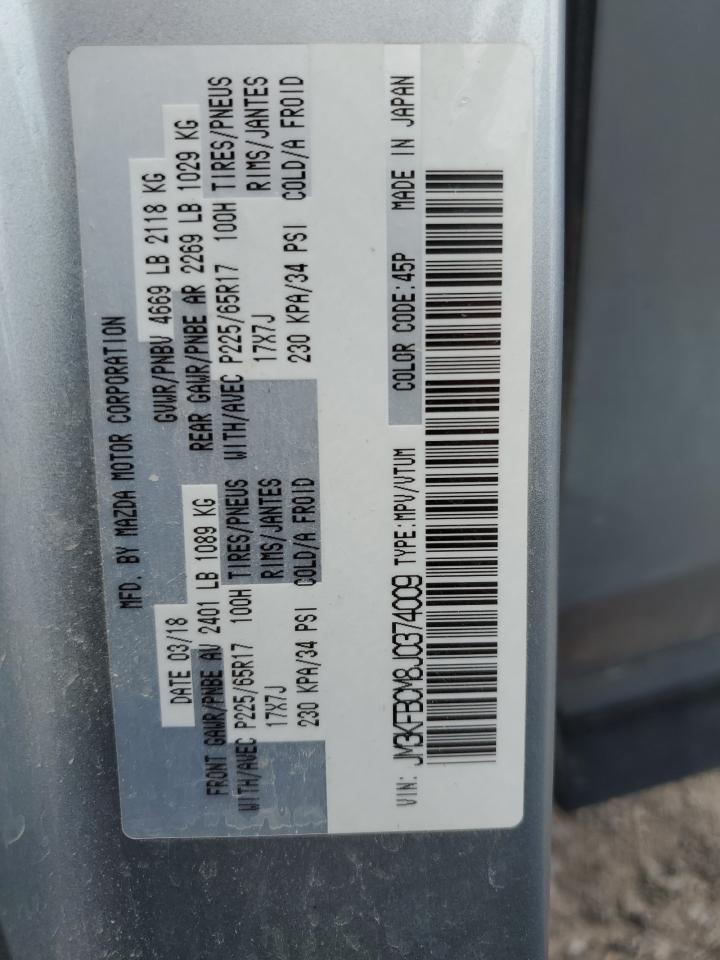 MFD. BY MAZDA MOTOR CORPORATION
DATE 03/18 GVWR/PNBV 4669 LB 2118 KG
FRONT GAWR/PNBE AV 2401 LB 1089 KG REAR GAWR/PNBE AR 2269 LB 1029 KG
WITH/AVEC P225/65R17 100H TIRES/PNEUS WITH/AVEC P225/65R17 100H TIRES/PNEUS
17X7J RIMS/JANTES 17X7J RIMS/JANTES
230 KPA/34 PSI COLD/A FROID 230 KPA/34 PSI COLD/A FROID
VIN: JM3KFBCM8J0374009 TYPE:MPV/VTUM COLOR CODE:45P MADE IN JAPAN